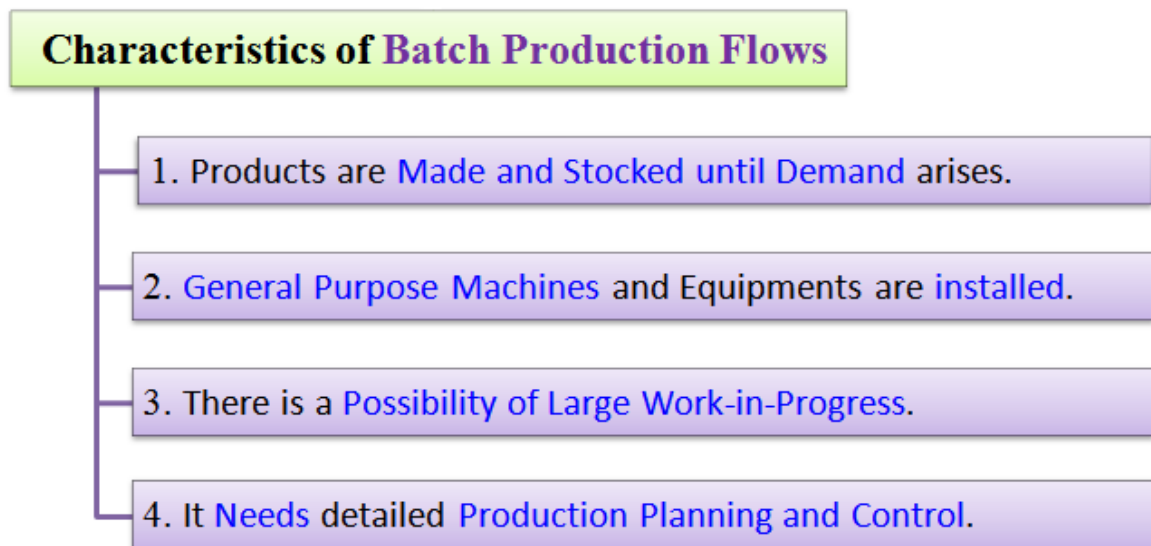 Characteristics of Batch Production Flows
1. Products are Made and Stocked until Demand arises.
2. General Purpose Machines and Equipments are installed.
3. There is a Possibility of Large Work-in-Progress.
4. It Needs detailed Production Planning and Control.